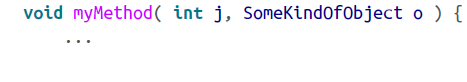 void myMethod( int j, SomeKindOfObject o ) {
...